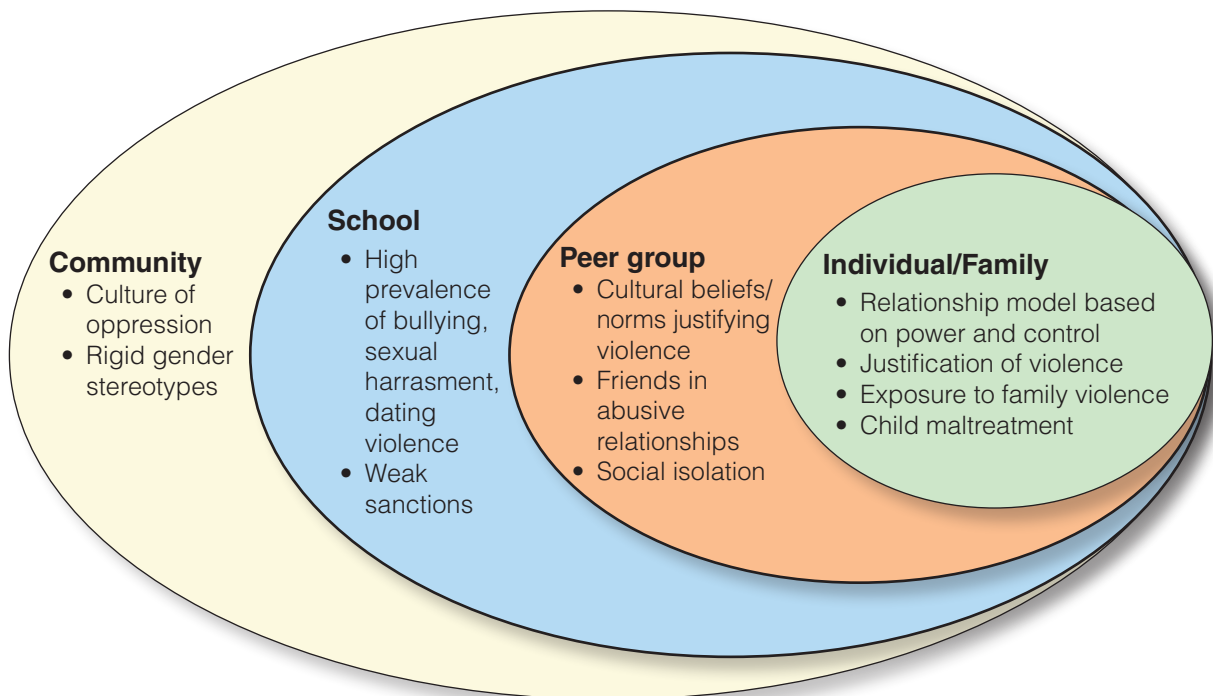 Community
• Culture of
oppression
• Rigid gender
stereotypes
School
• High
prevalence
of bullying,
sexual
harrasment,
dating
violence
• Weak
sanctions
Peer group
• Cultural beliefs/
norms justifying
violence
• Friends in
abusive
relationships
• Social isolation
Individual/Family
• Relationship model based
on power and control
• Justification of violence
• Exposure to family violence
• Child maltreatment